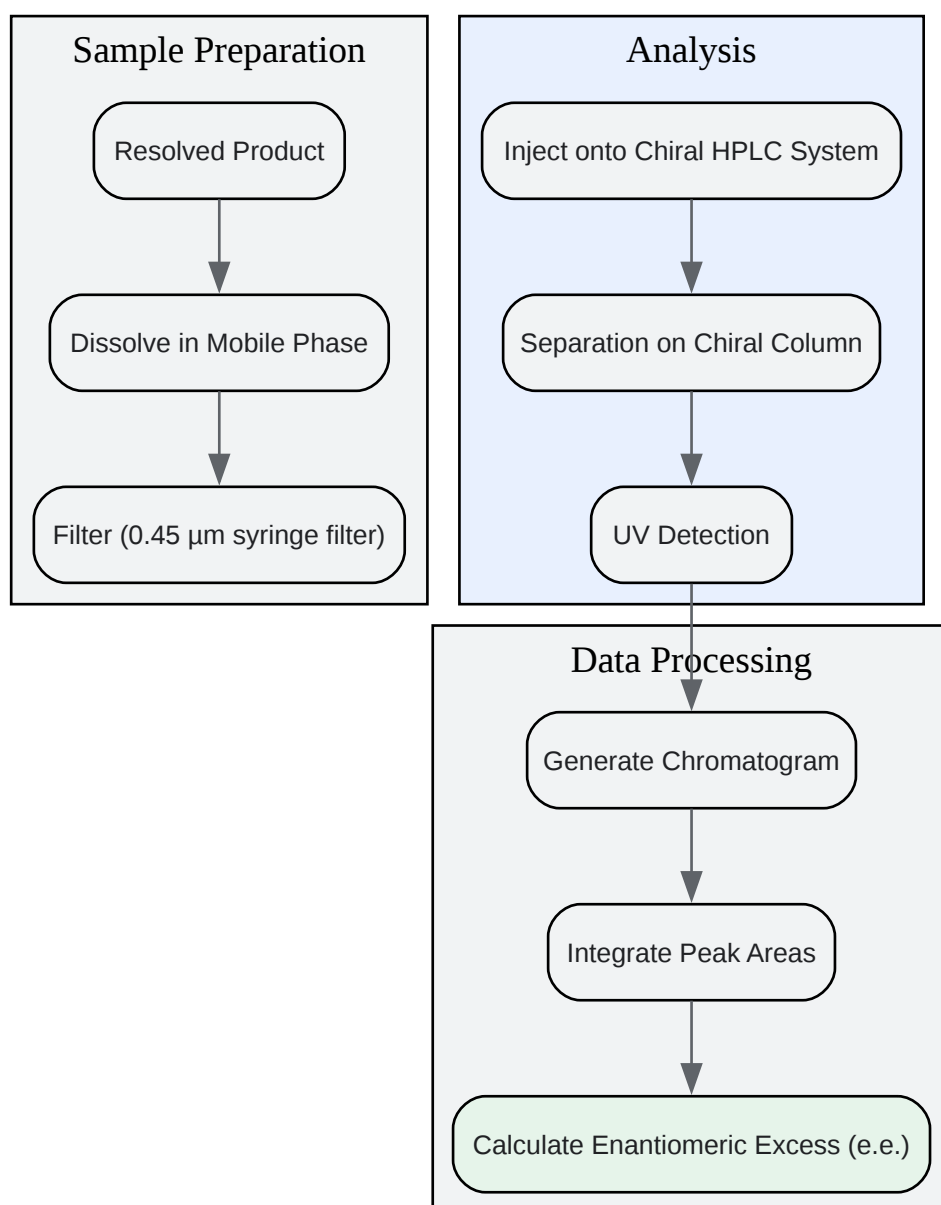 Sample Preparation
Resolved Product
Dissolve in Mobile Phase
Filter (0.45 µm syringe filter)
Analysis
Inject onto Chiral HPLC System
Separation on Chiral Column
UV Detection
Data Processing
Generate Chromatogram
Integrate Peak Areas
Calculate Enantiomeric Excess (e.e.)